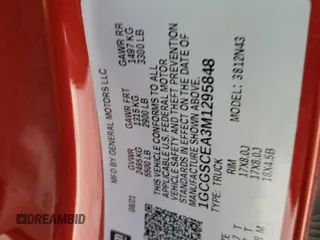 MFD BY GENERAL MOTORS LLC
08/21
GVWR GAWR FRT GAWR RR
2495 KG 1315 KG 1497 KG
5500 LB 2900 LB 3300 LB
THIS VEHICLE CONFORMS TO ALL
APPLICABLE U.S. FEDERAL MOTOR
VEHICLE SAFETY AND THEFT PREVENTION
STANDARDS IN EFFECT ON THE DATE OF
MANUFACTURE SHOWN ABOVE.
1GCGSCEA3M1295848
TYPE: TRUCK MODEL: 3812N43
RIM
17X8.0J
17X8.0J
18X4.5B
DREAMBID